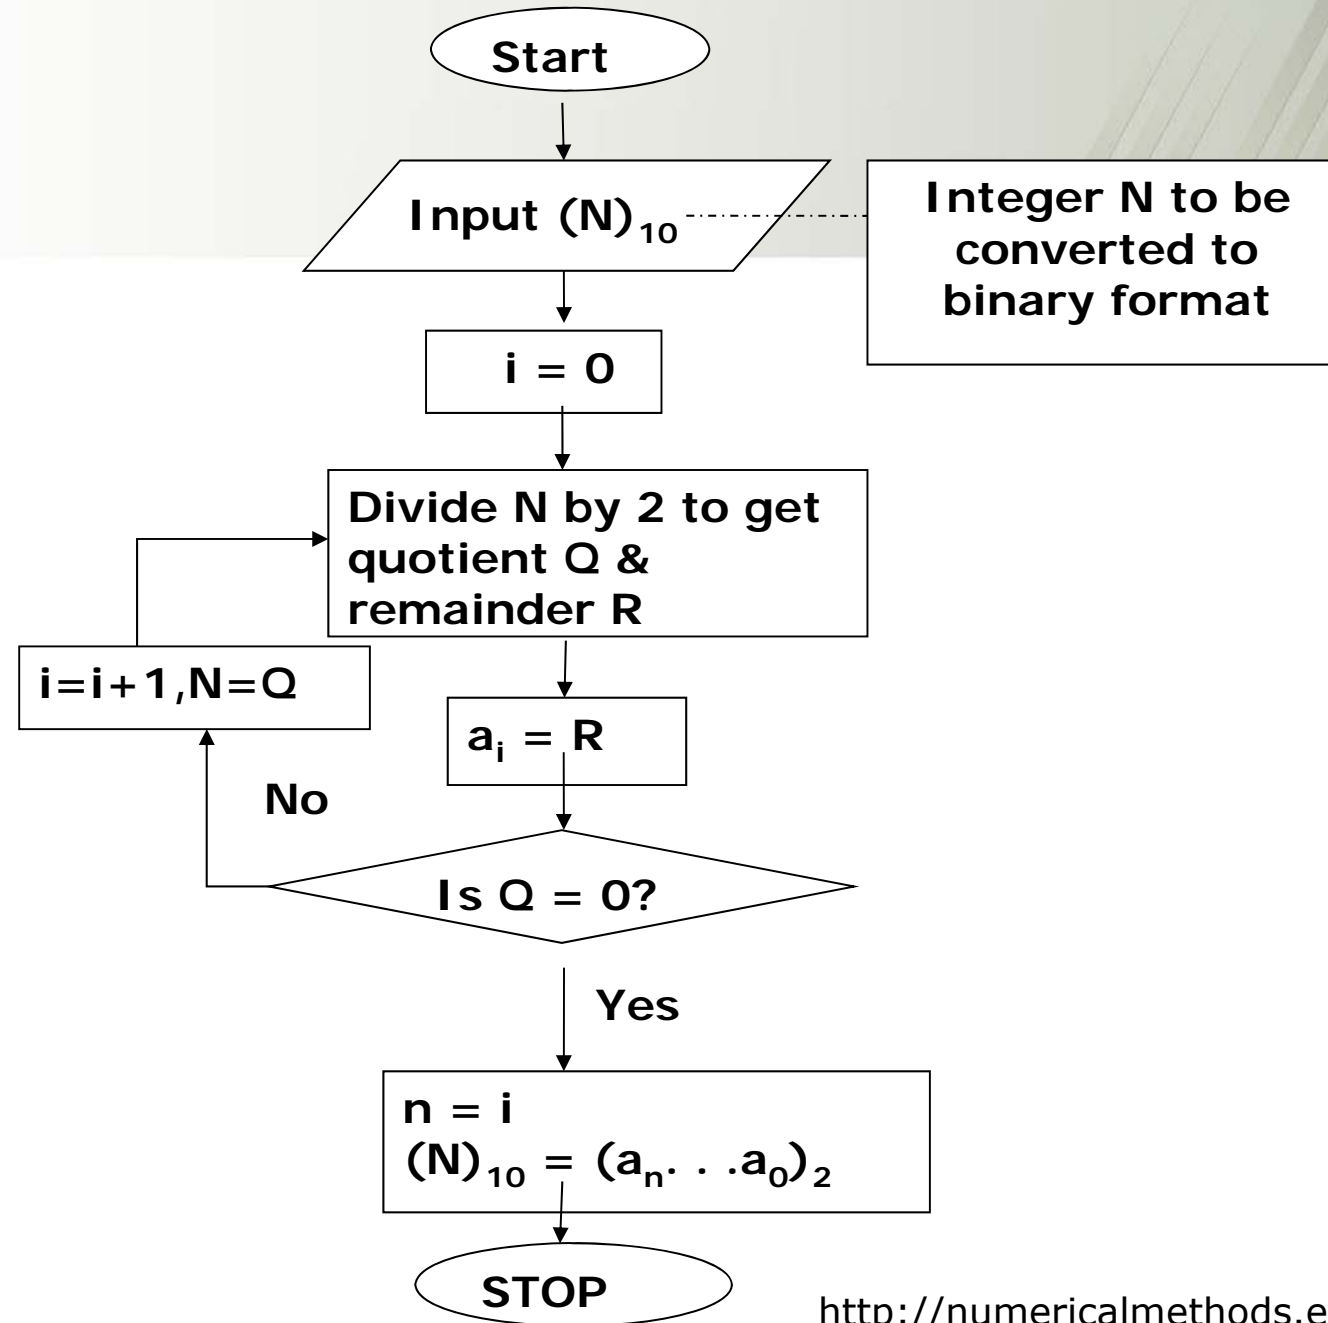 Start
Input (N)₁₀
Integer N to be
converted to
binary format
i = 0
Divide N by 2 to get
quotient Q &
remainder R
i=i+1,N=Q
aᵢ = R
No
Is Q = 0?
Yes
n = i
(N)₁₀ = (aₙ. . .a₀)₂
STOP
http://numericalmethods.e